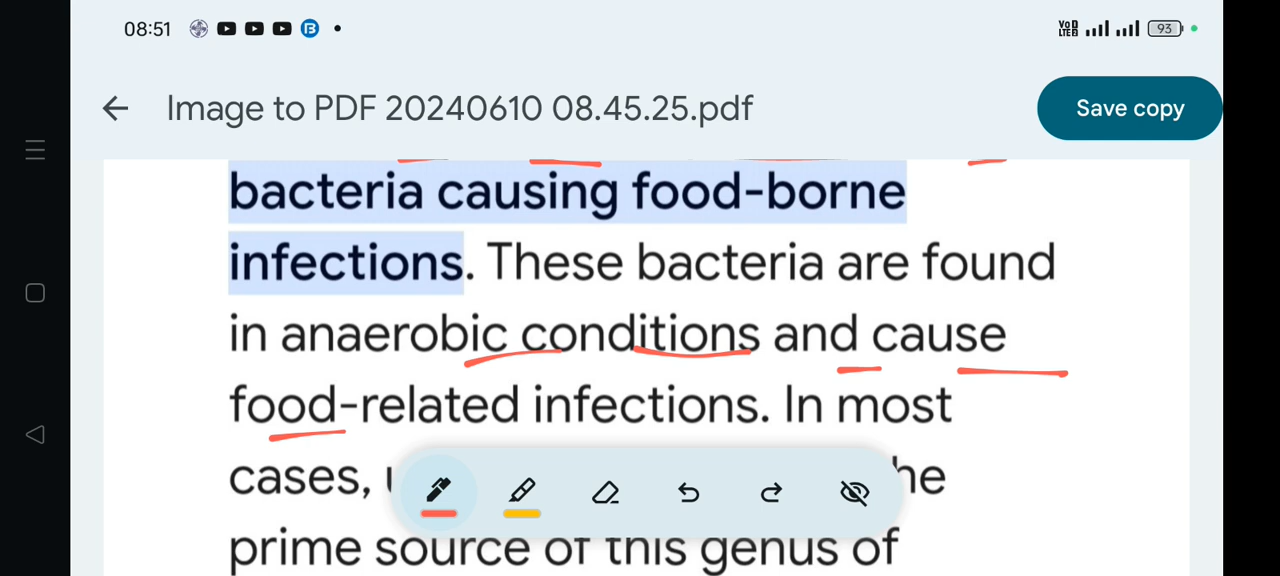 08:51 VoD LTE2 93
Image to PDF 20240610 08.45.25.pdf Save copy
bacteria causing food-borne
infections. These bacteria are found
in anaerobic conditions and cause
food-related infections. In most
cases,
prime source of this genus of